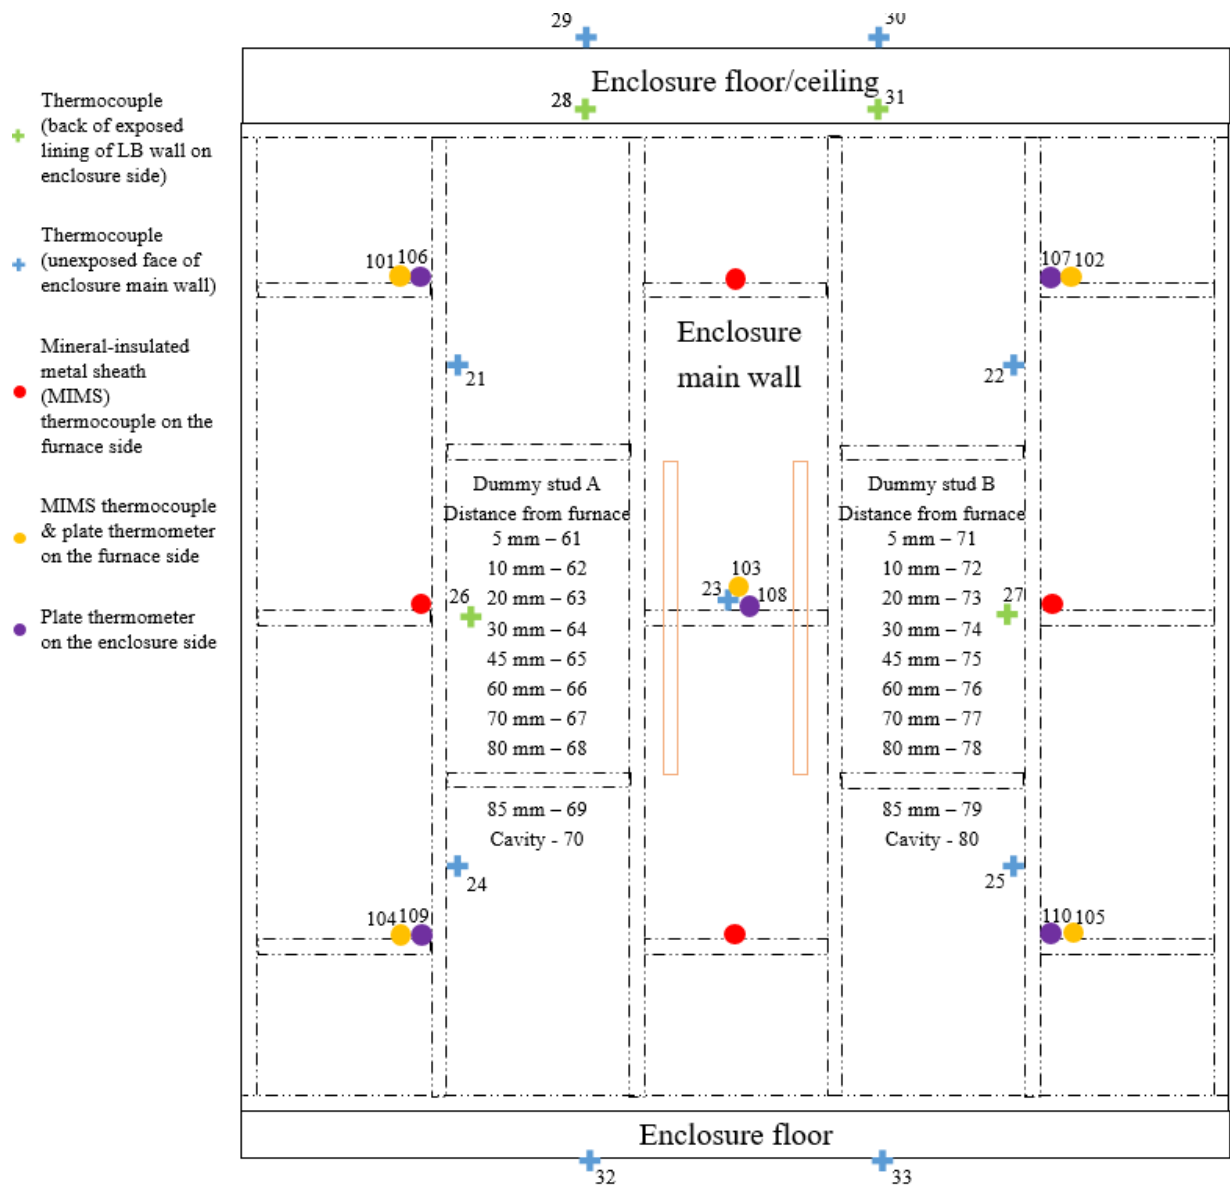 29
30
Enclosure floor/ceiling
28
31
Thermocouple
(back of exposed
lining of LB wall on
enclosure side)
Thermocouple
(unexposed face of
enclosure main wall)
Mineral-insulated
metal sheath
(MIMS)
thermocouple on the
furnace side
MIMS thermocouple
& plate thermometer
on the furnace side
Plate thermometer
on the enclosure side
101 106
107 102
Enclosure
main wall
21
22
Dummy stud A
Distance from furnace
5 mm – 61
10 mm – 62
20 mm – 63
30 mm – 64
45 mm – 65
60 mm – 66
70 mm – 67
80 mm – 68
85 mm – 69
Cavity - 70
Dummy stud B
Distance from furnace
5 mm – 71
10 mm – 72
20 mm – 73
30 mm – 74
45 mm – 75
60 mm – 76
70 mm – 77
80 mm – 78
85 mm – 79
Cavity - 80
103
23
108
26
27
24
25
104 109
110 105
Enclosure floor
32
33